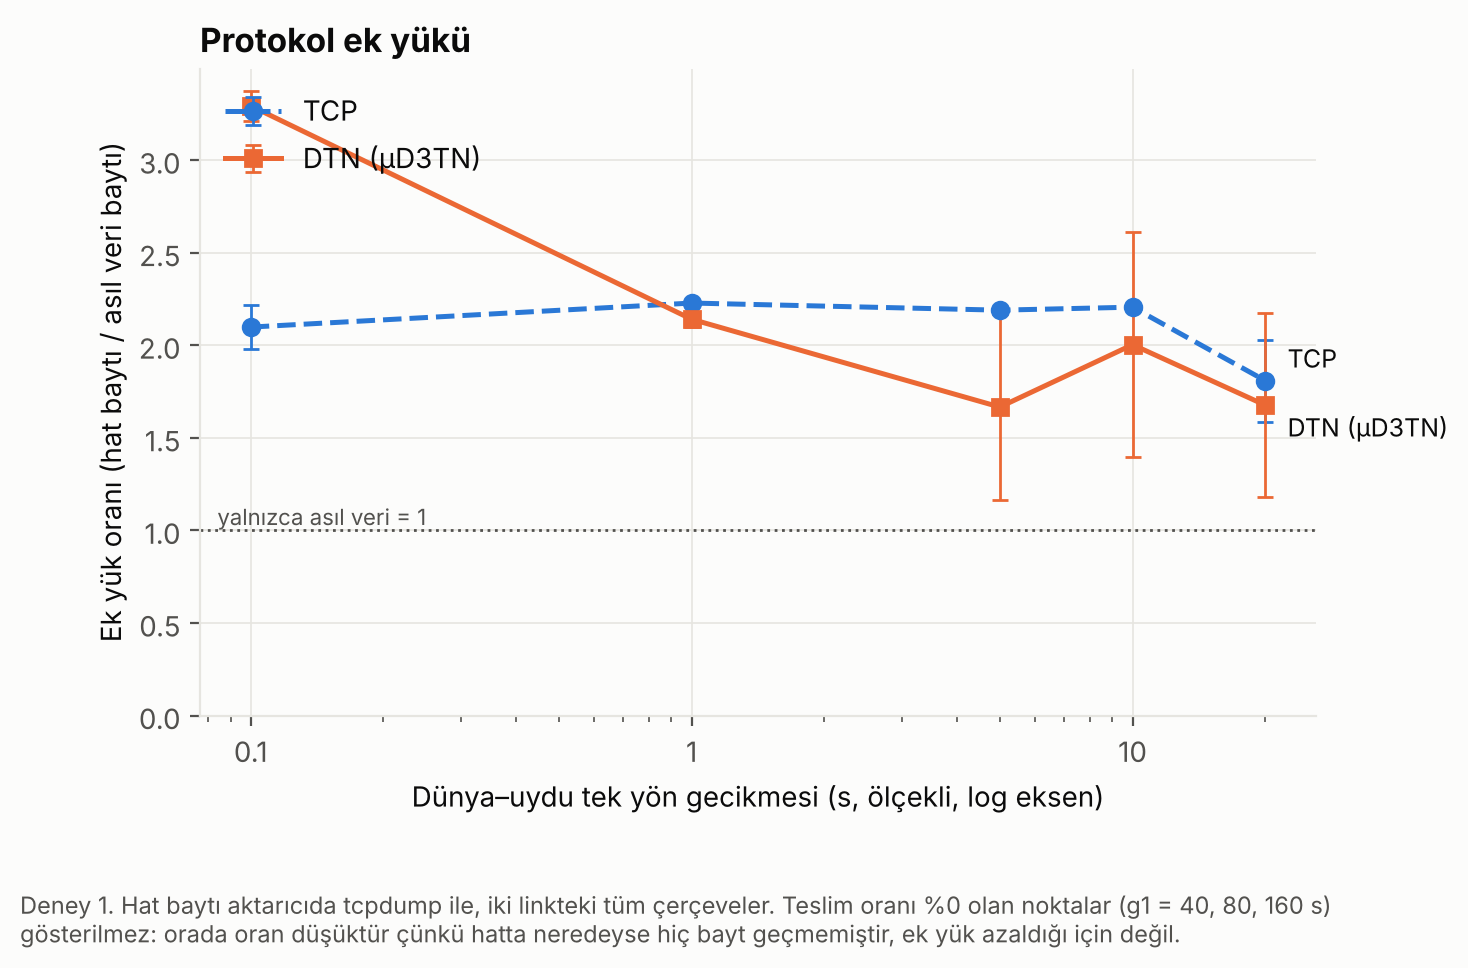 Protokol ek yükü
TCP
DTN (µD3TN)
Ek yük oranı (hat baytı / asıl veri baytı)
3.0
2.5
2.0
1.5
1.0
0.5
0.0
yalnızca asıl veri = 1
TCP
DTN (µD3TN)
0.1
1
10
Dünya–uydu tek yön gecikmesi (s, ölçekli, log eksen)
Deney 1. Hat baytı aktarıcıda tcpdump ile, iki linkteki tüm çerçeveler. Teslim oranı %0 olan noktalar (g1 = 40, 80, 160 s)
gösterilmez: orada oran düşüktür çünkü hatta neredeyse hiç bayt geçmemiştir, ek yük azaldığı için değil.